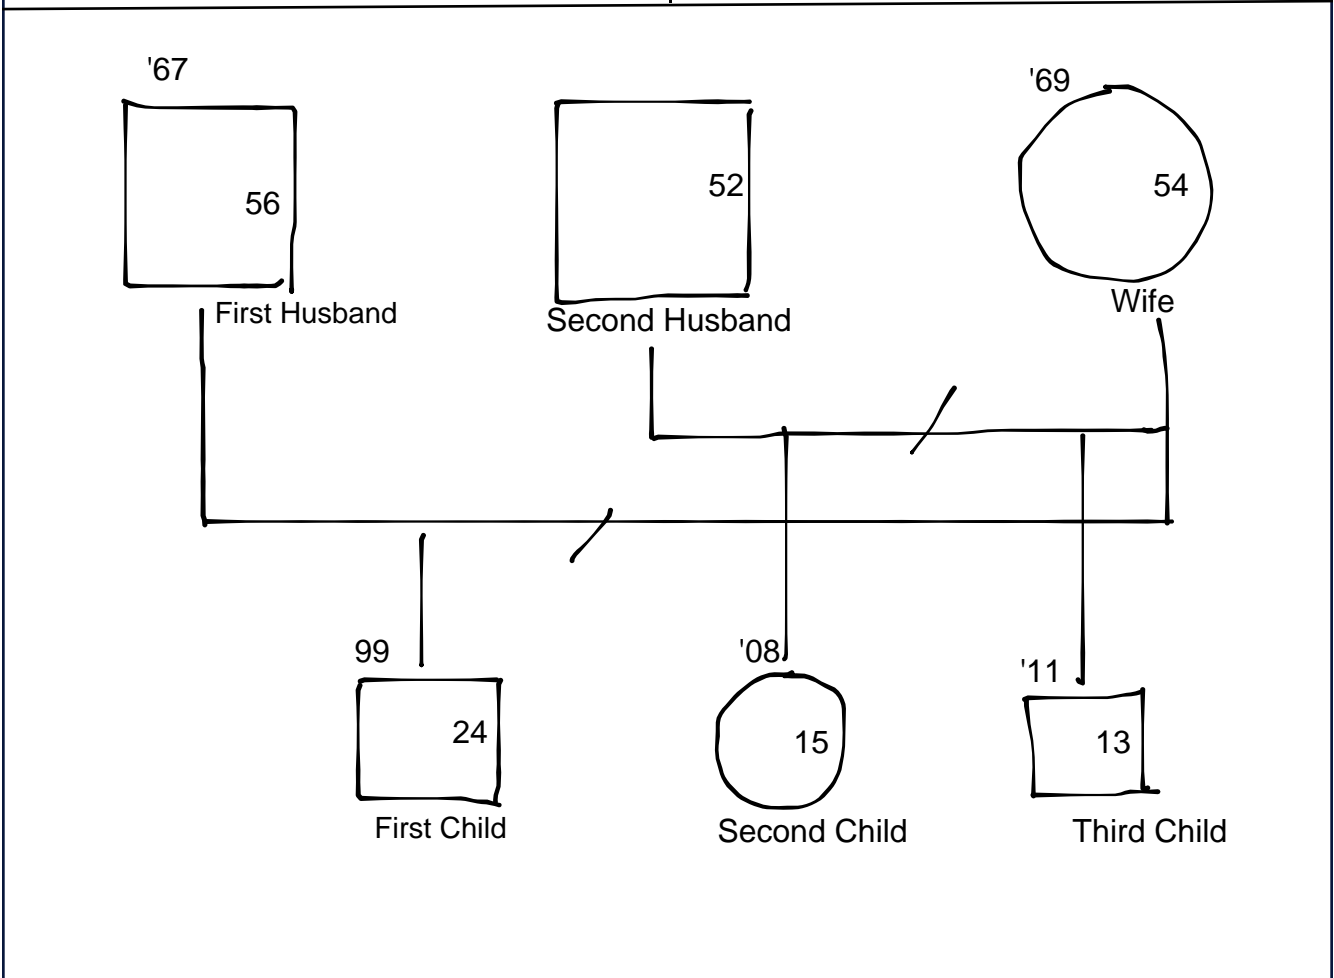 '67
'69
56
52
54
First Husband
Second Husband
Wife
99
'08
'11
24
15
13
First Child
Second Child
Third Child